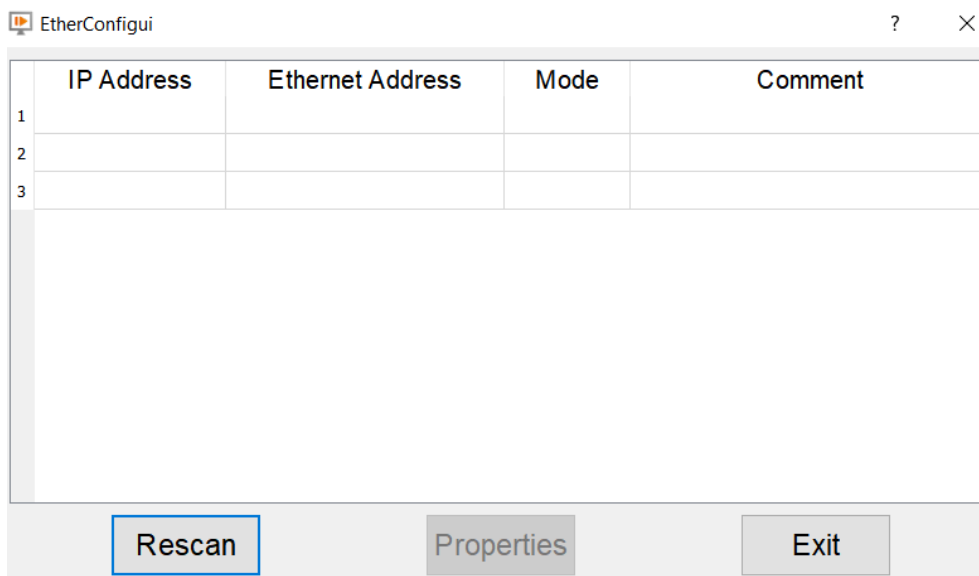 EtherConfigui ?
IP Address Ethernet Address Mode Comment
1
2
3
Rescan Properties Exit